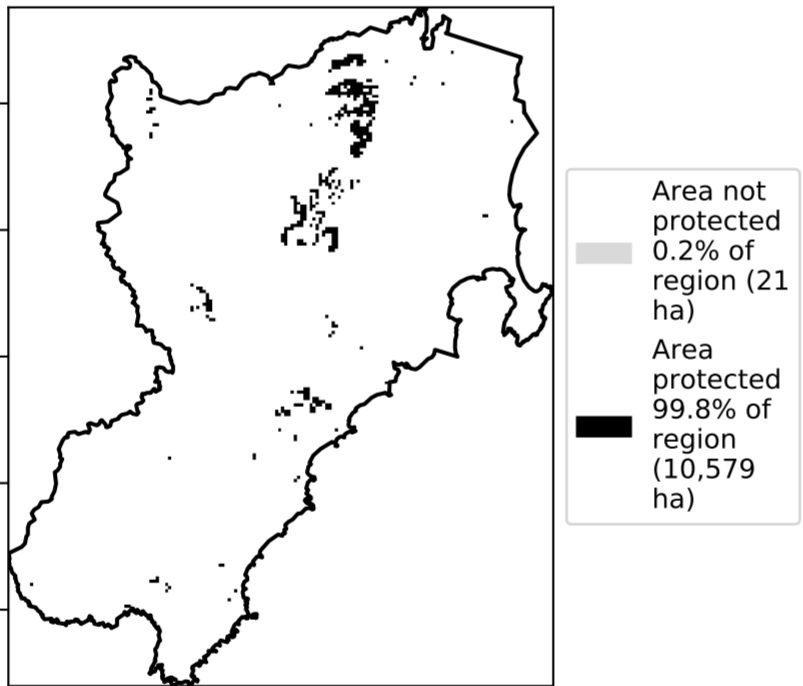 Area not
protected
0.2% of
region (21
ha)
Area
protected
99.8% of
region
(10,579
ha)